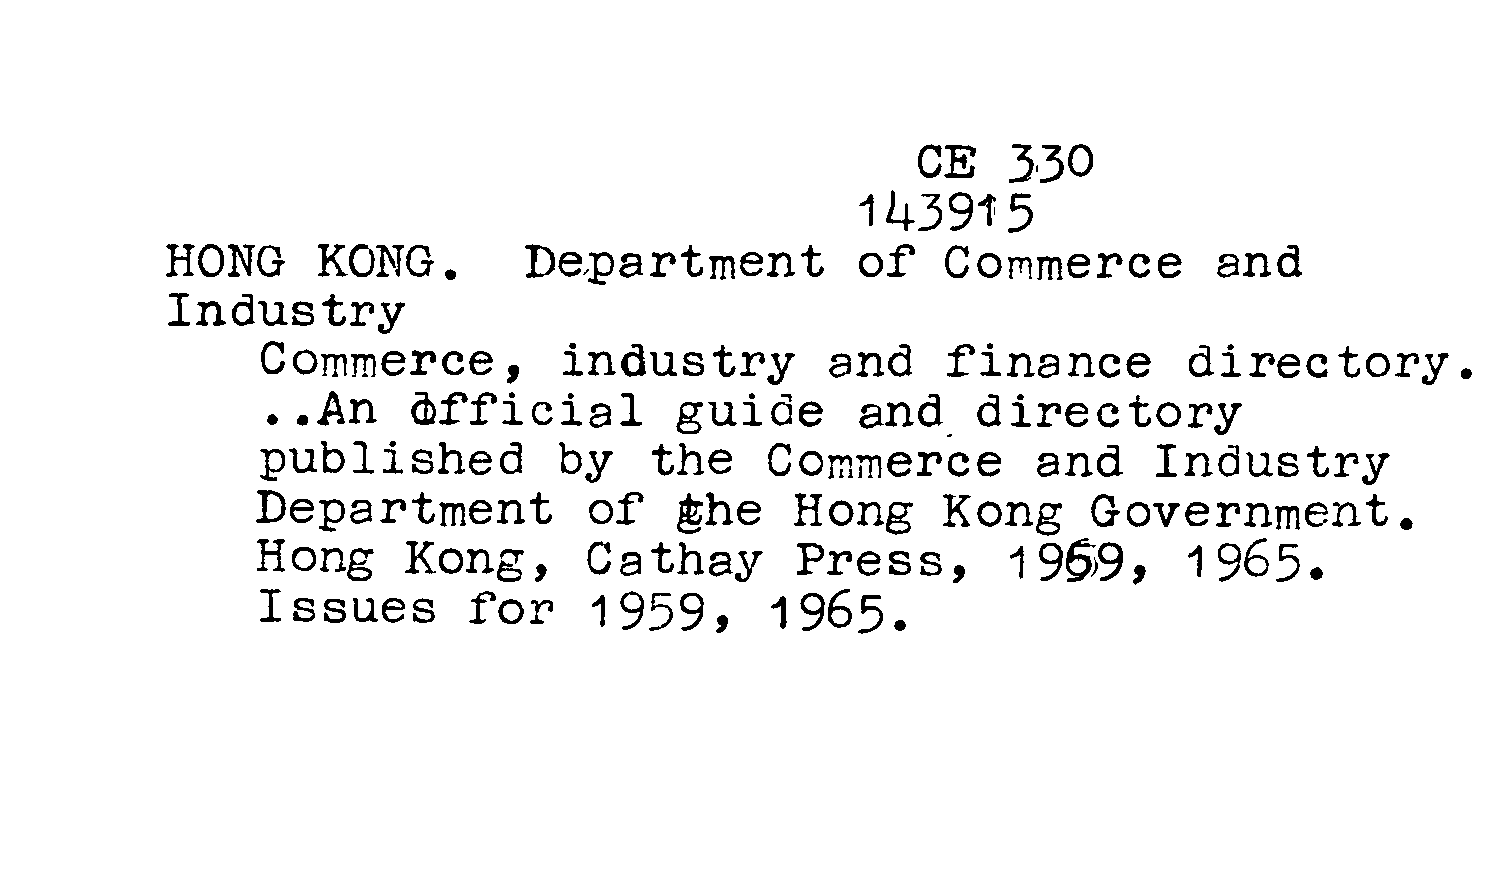 CE 330
143915
HONG KONG. Department of Commerce and
Industry
Commerce, industry and finance directory.
..An official guide and directory
published by the Commerce and Industry
Department of the Hong Kong Government.
Hong Kong, Cathay Press, 1959, 1965.
Issues for 1959, 1965.